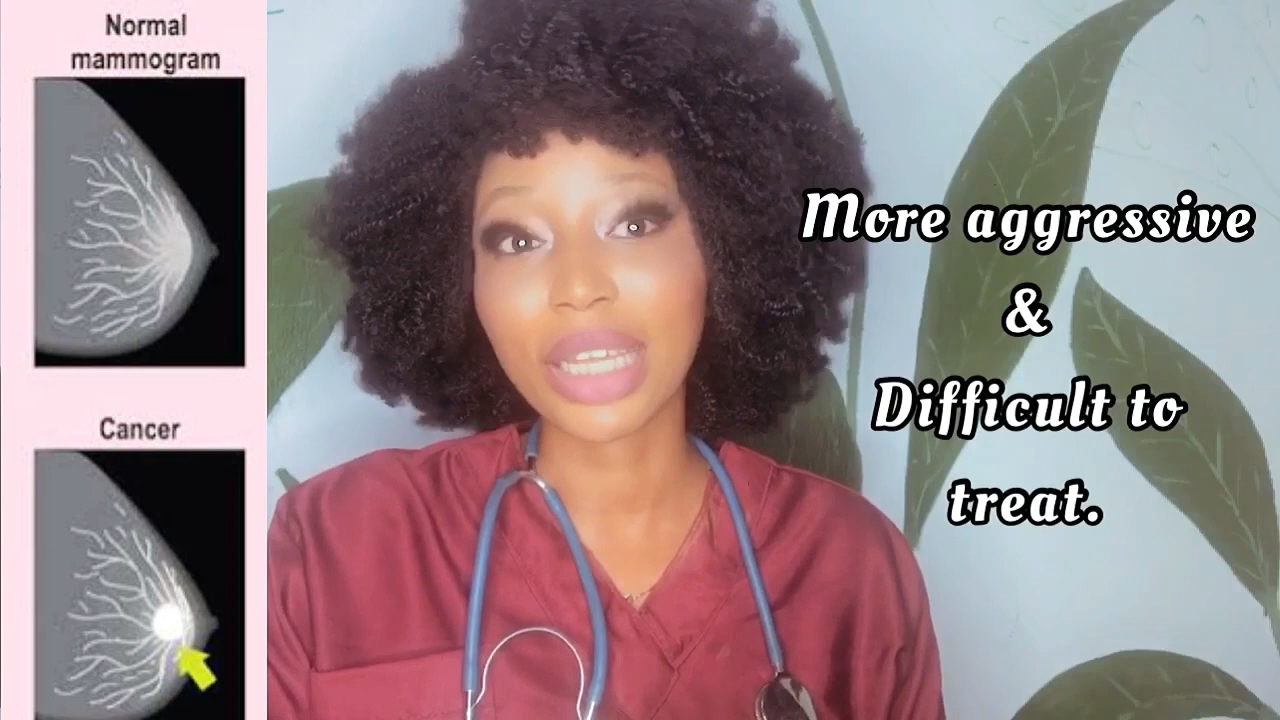 Normal
mammogram
Cancer
More aggressive
&
Difficult to
treat.